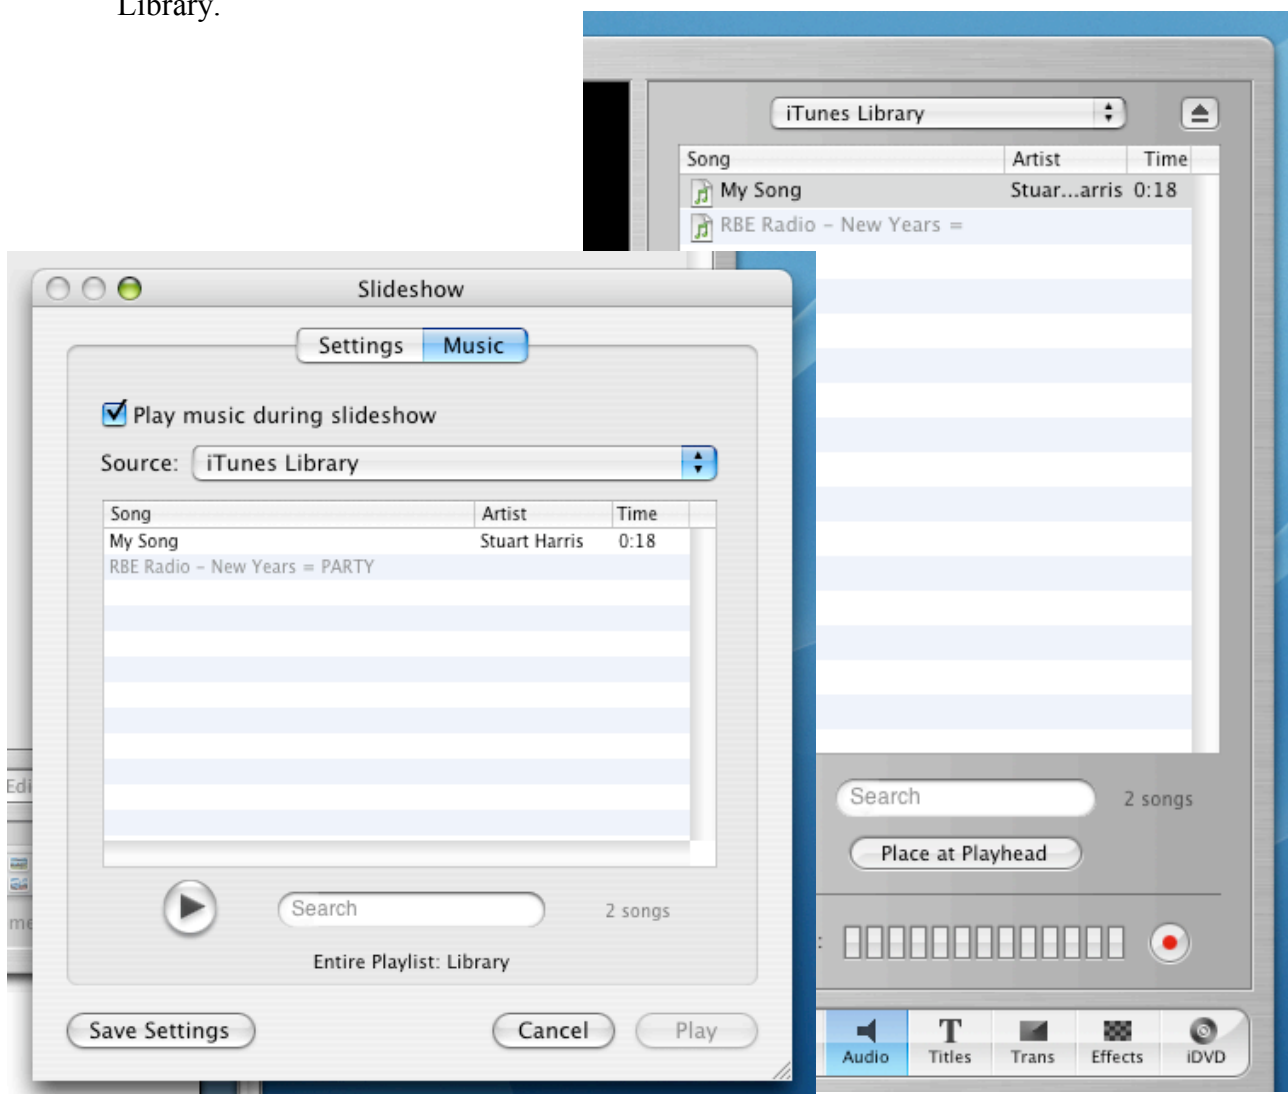 Library.
iTunes Library
Song Artist Time
My Song Stuar...arris 0:18
RBE Radio - New Years =
Search 2 songs
Place at Playhead
:
Audio Titles Trans Effects iDVD
Slideshow
Settings Music
Play music during slideshow
Source: iTunes Library
Song Artist Time
My Song Stuart Harris 0:18
RBE Radio - New Years = PARTY
Search 2 songs
Entire Playlist: Library
Save Settings Cancel Play
Edi
me